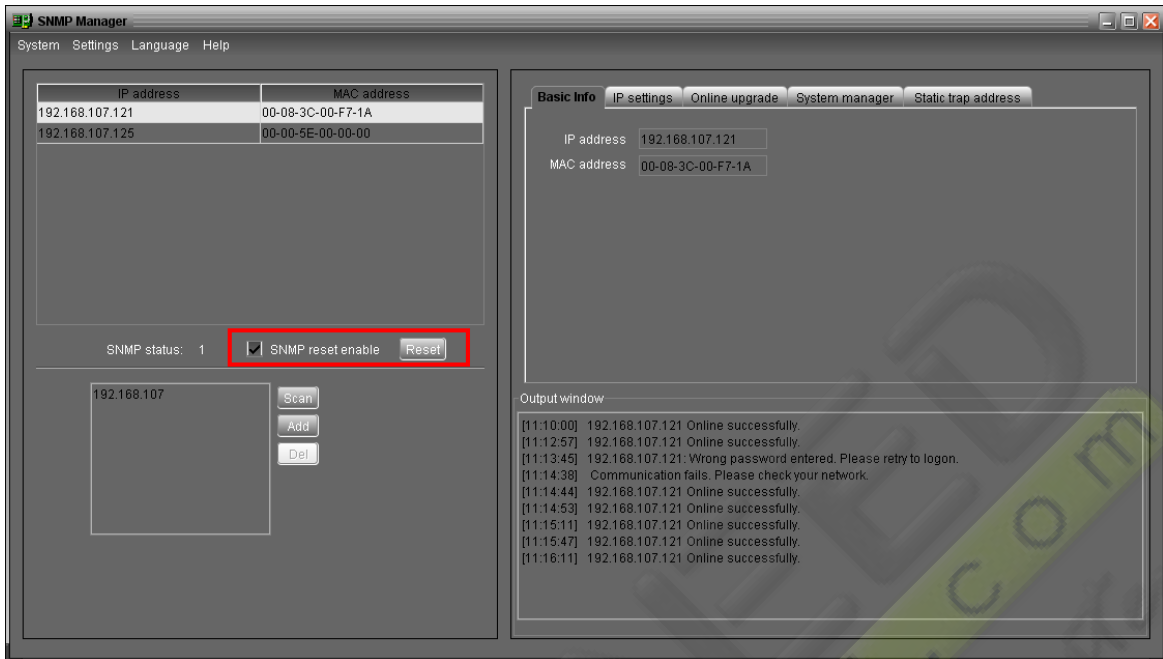 SNMP Manager
System Settings Language Help
IP address MAC address
192.168.107.121 00-08-3C-00-F7-1A
192.168.107.125 00-00-5E-00-00-00
SNMP status: 1 SNMP reset enable Reset
192.168.107
Scan
Add
Del
Basic Info IP settings Online upgrade System manager Static trap address
IP address 192.168.107.121
MAC address 00-08-3C-00-F7-1A
Output window
[11:10:00] 192.168.107.121 Online successfully.
[11:12:57] 192.168.107.121 Online successfully.
[11:13:45] 192.168.107.121: Wrong password entered. Please retry to logon.
[11:14:38] Communication fails. Please check your network.
[11:14:44] 192.168.107.121 Online successfully.
[11:14:53] 192.168.107.121 Online successfully.
[11:15:11] 192.168.107.121 Online successfully.
[11:15:47] 192.168.107.121 Online successfully.
[11:16:11] 192.168.107.121 Online successfully.